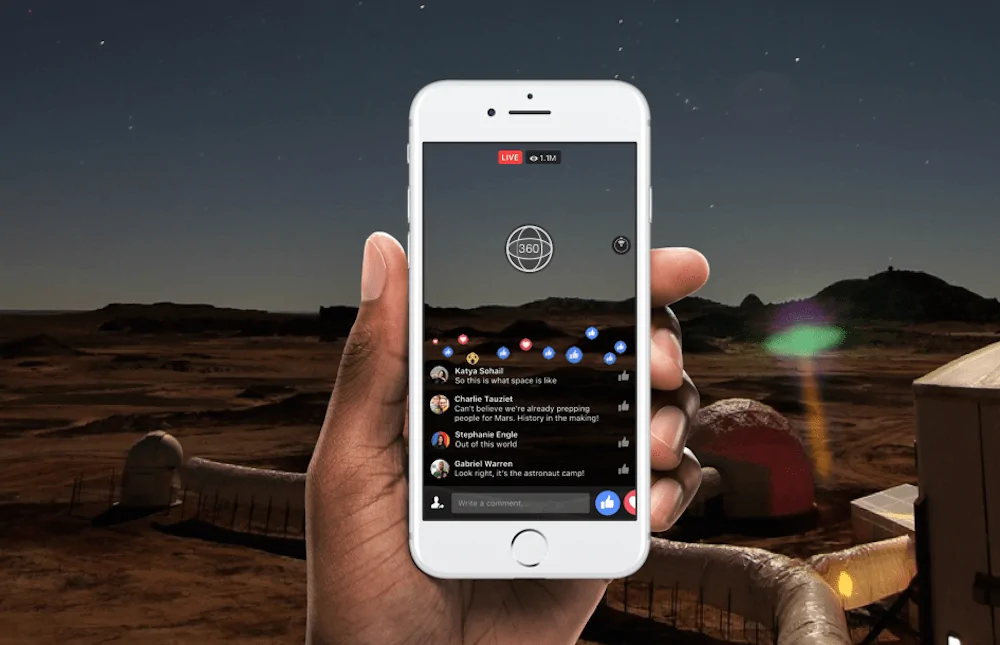 LIVE 1.1M
360
Katya Sohail
So this is what space is like
Charlie Tauziet
Can't believe we're already prepping
people for Mars. History in the making!
Stephanie Engle
Out of this world
Gabriel Warren
Look right, it's the astronaut camp!
Write a comment...